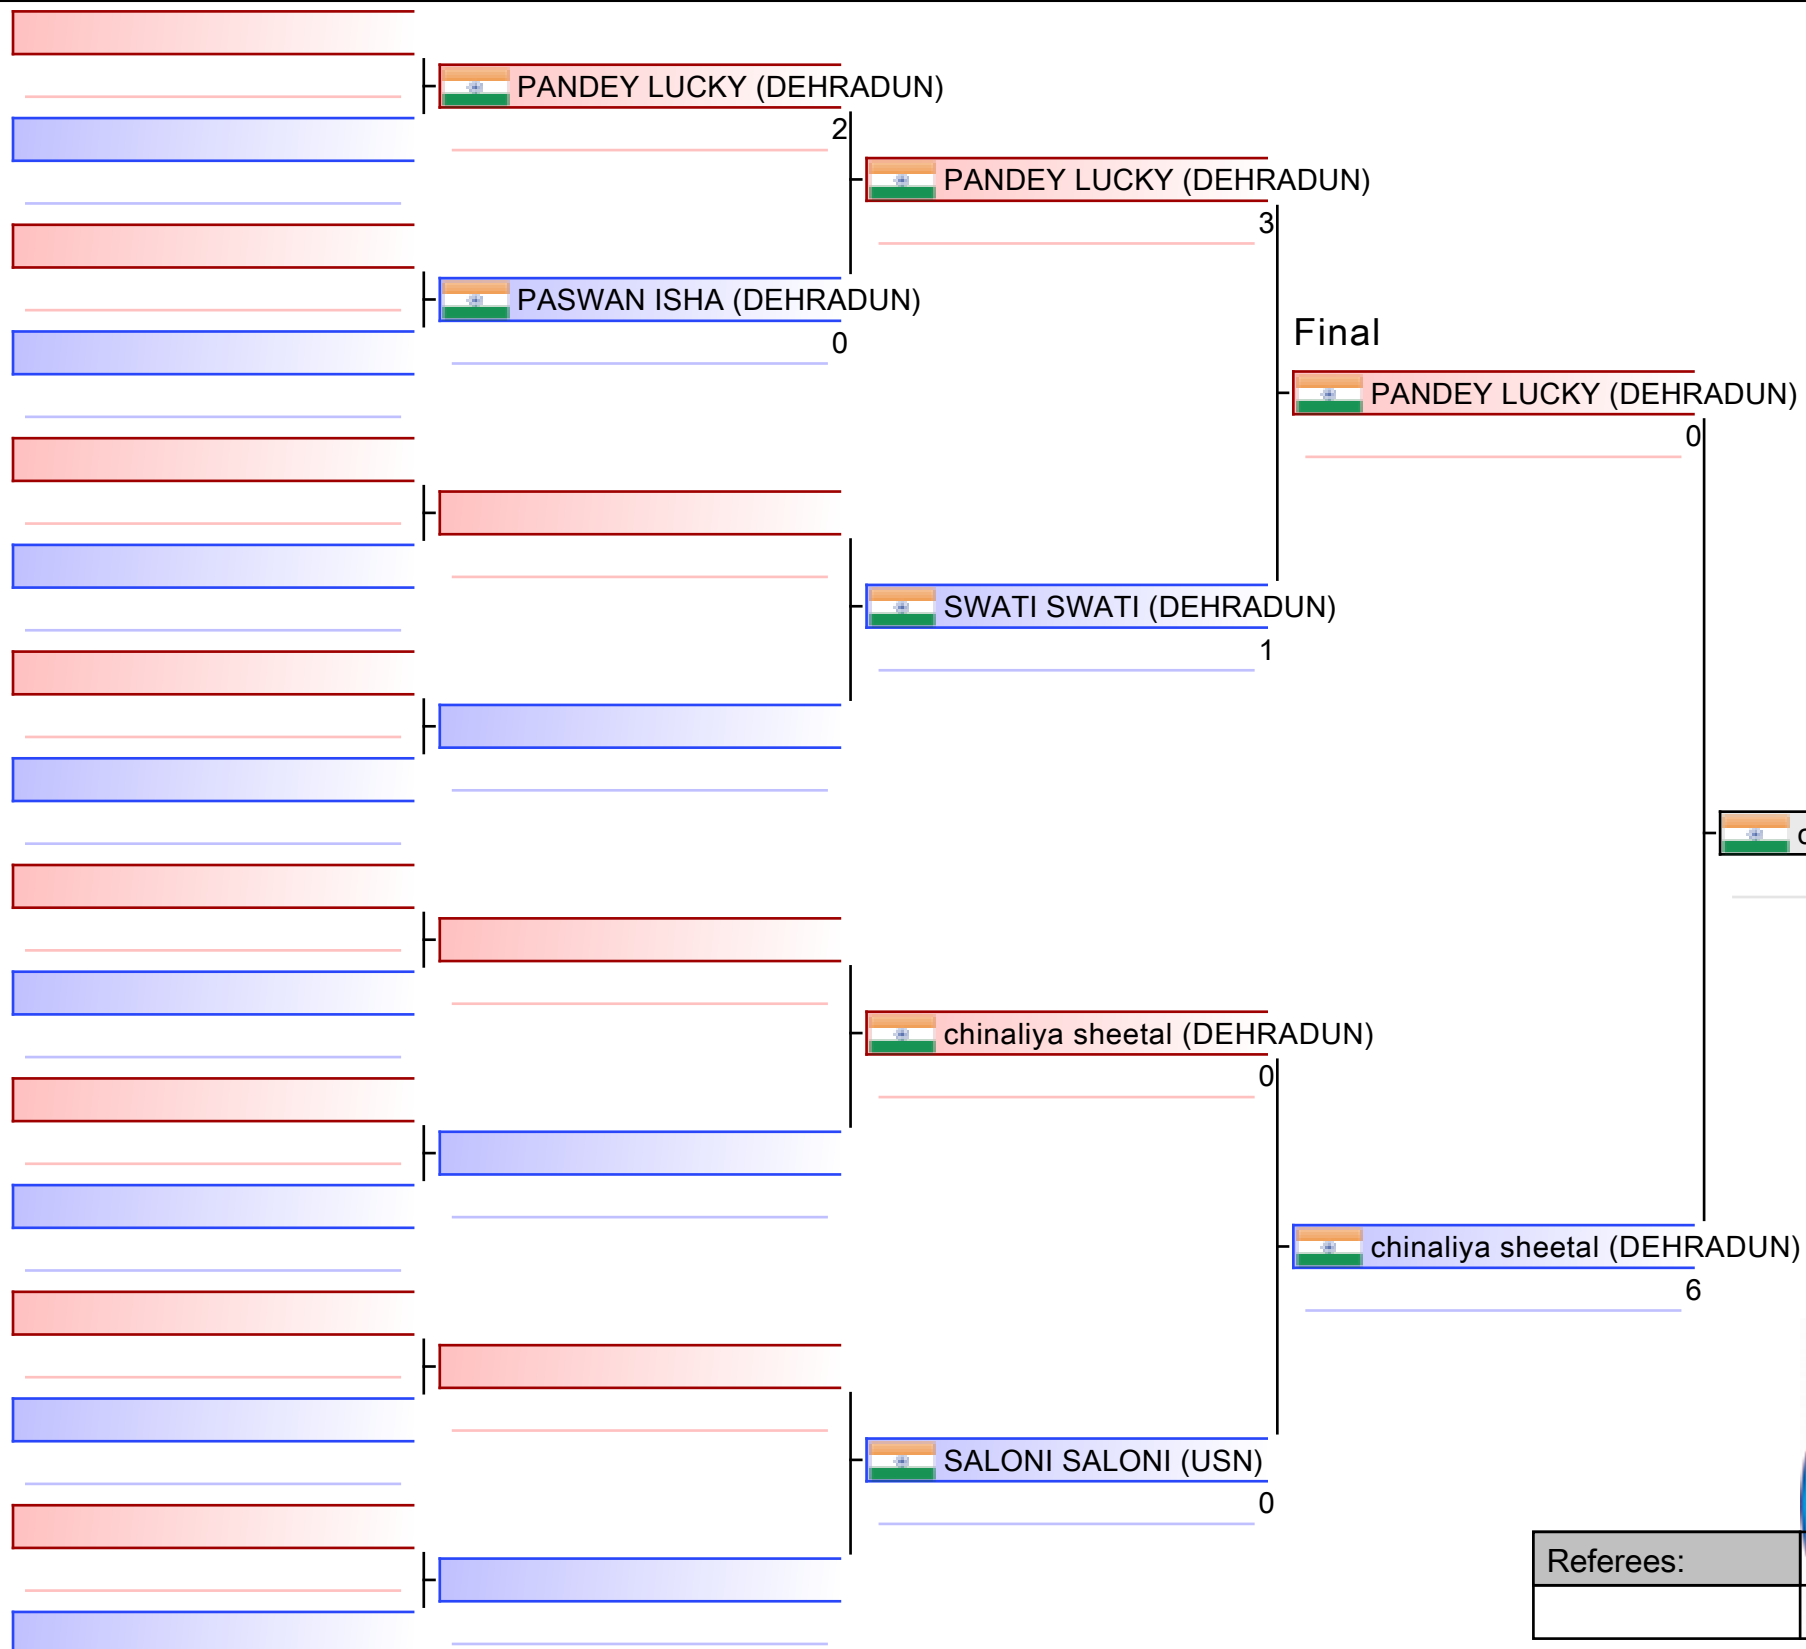 PANDEY LUCKY (DEHRADUN)
2
PANDEY LUCKY (DEHRADUN)
3
PASWAN ISHA (DEHRADUN)
0
Final
PANDEY LUCKY (DEHRADUN)
0
SWATI SWATI (DEHRADUN)
1
chinaliya sheetal (DEHRADUN)
0
chinaliya sheetal (DEHRADUN)
6
SALONI SALONI (USN)
0
Referees: